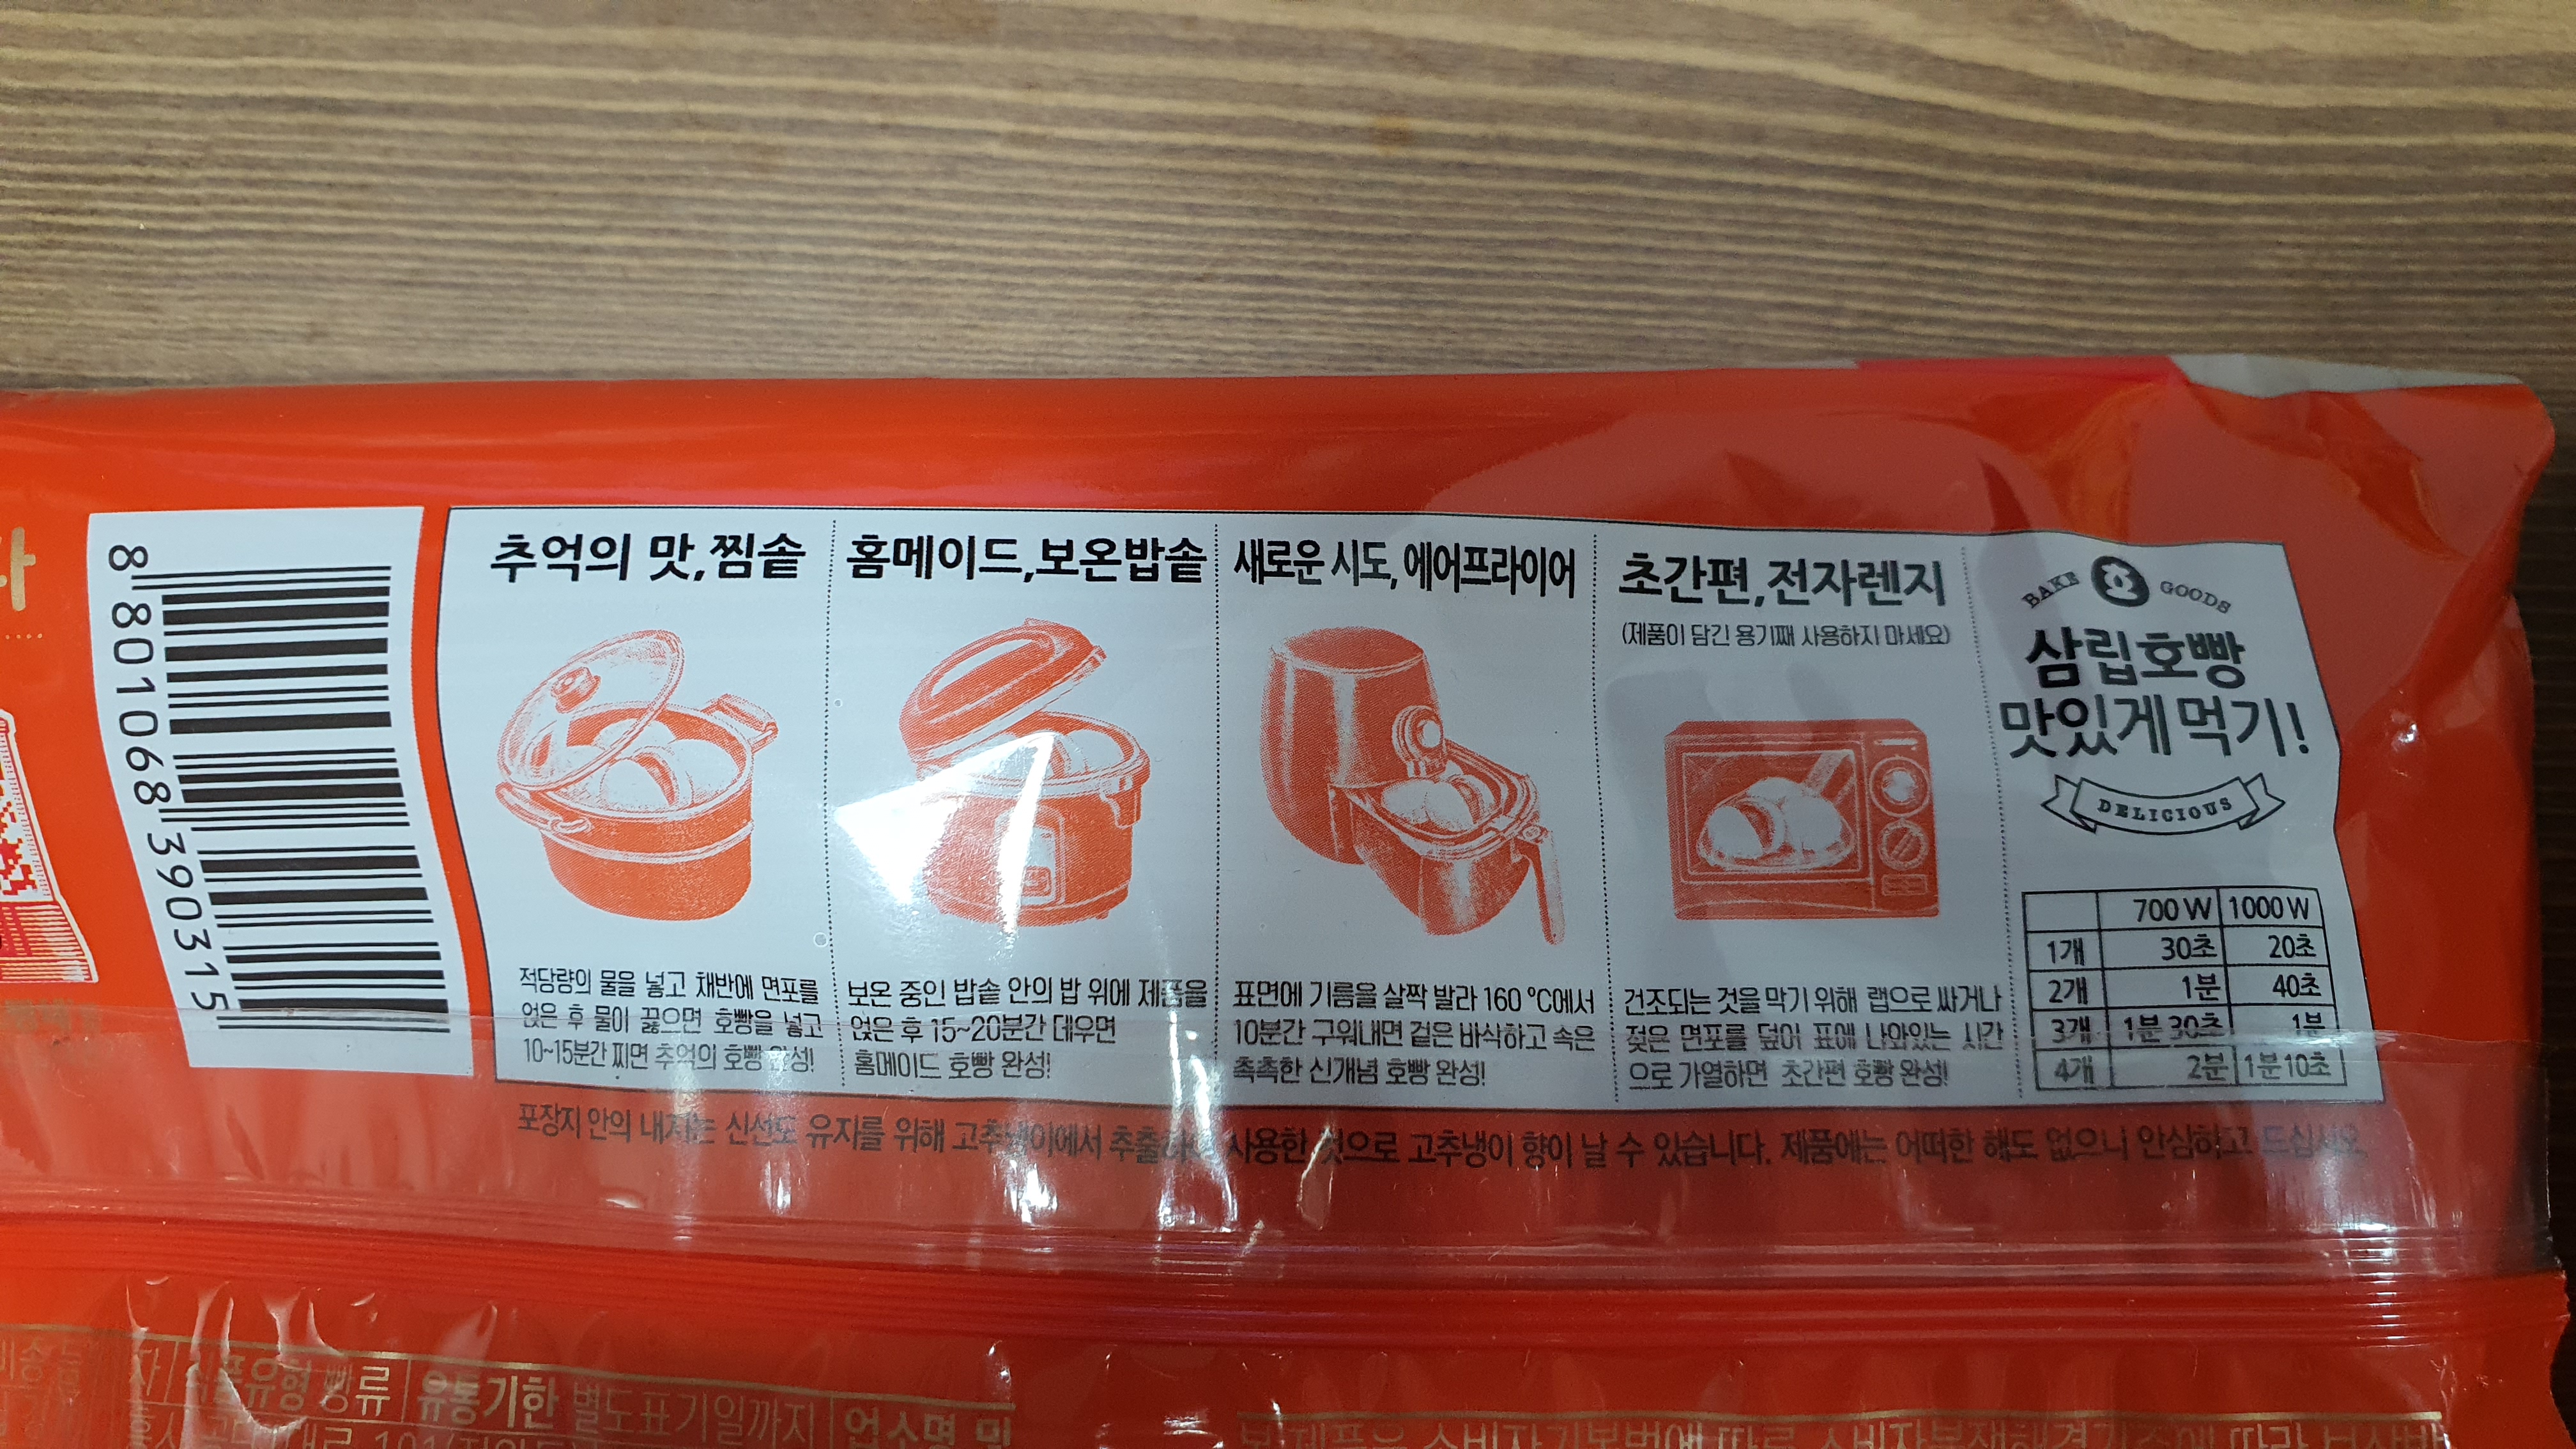 8 801068 390315
추억의 맛, 찜솥
적당량의 물을 넣고 채반에 면포를
얹은 후 물이 끓으면 호빵을 넣고
10~15분간 찌면 추억의 호빵 완성!
홈메이드, 보온밥솥
보온 중인 밥솥 안의 밥 위에 제품을
얹은 후 15~20분간 데우면
홈메이드 호빵 완성!
새로운 시도, 에어프라이어
표면에 기름을 살짝 발라 160 °C에서
10분간 구워내면 겉은 바삭하고 속은
촉촉한 신개념 호빵 완성!
초간편, 전자렌지
(제품이 담긴 용기째 사용하지 마세요)
건조되는 것을 막기 위해 랩으로 싸거나
젖은 면포를 덮어 표에 나와있는 시간
으로 가열하면 초간편 호빵 완성!
BAKE GOODS
삼립호빵
맛있게 먹기!
DELICIOUS
700 W 1000 W
1개 30초 20초
2개 1분 40초
3개 1분 30초 1분
4개 2분 1분 10초
포장지 안의 내지는 신선도 유지를 위해 고추냉이에서 추출하여 사용한 것으로 고추냉이 향이 날 수 있습니다. 제품에는 어떠한 해도 없으니 안심하고 드십시오.
식품유형 빵류 유통기한 별도표기일까지 업소명 및